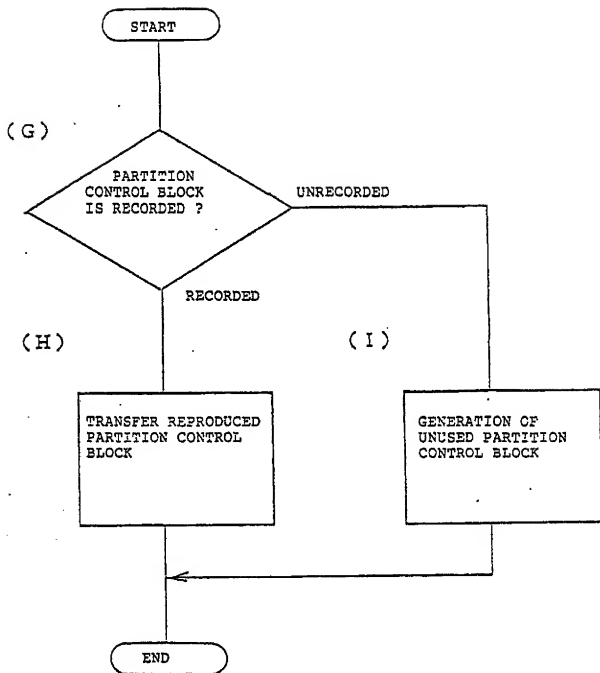 START
(G)
PARTITION
CONTROL BLOCK
IS RECORDED ?
UNRECORDED
RECORDED
(H)
(I)
TRANSFER REPRODUCED
PARTITION CONTROL
BLOCK
GENERATION OF
UNUSED PARTITION
CONTROL BLOCK
END